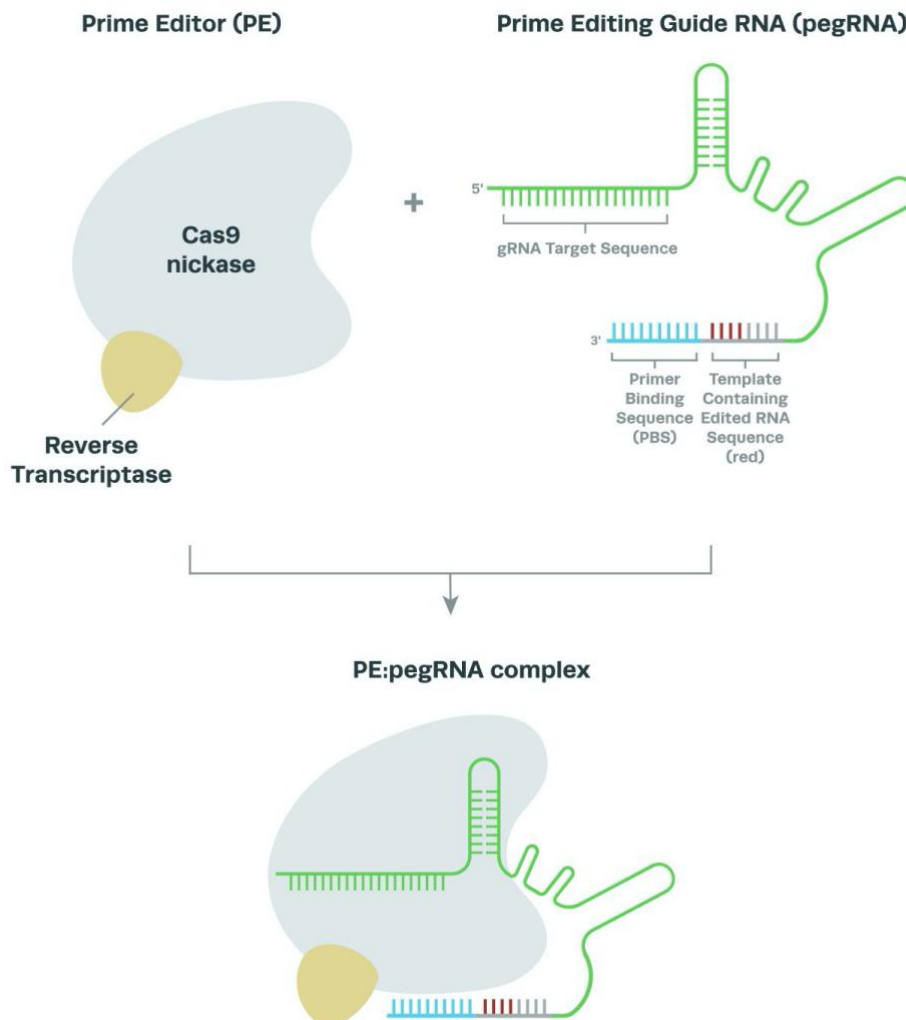 Prime Editor (PE)
Prime Editing Guide RNA (pegRNA)
Cas9
nickase
+
5'
gRNA Target Sequence
3'
Primer
Binding
Sequence
(PBS)
Template
Containing
Edited RNA
Sequence
(red)
Reverse
Transcriptase
PE:pegRNA complex